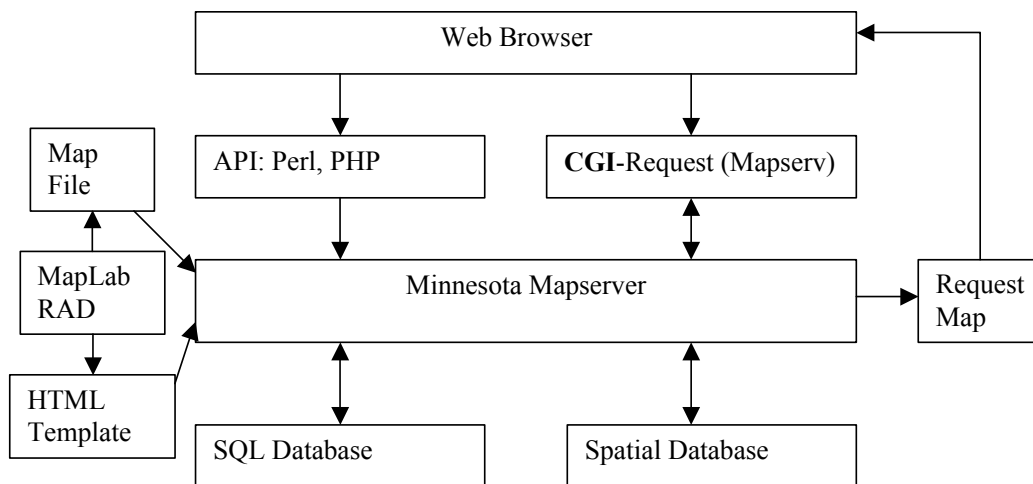 Web Browser
Map
File
API: Perl, PHP
CGI-Request (Mapserv)
MapLab
RAD
Minnesota Mapserver
Request
Map
HTML
Template
SQL Database
Spatial Database